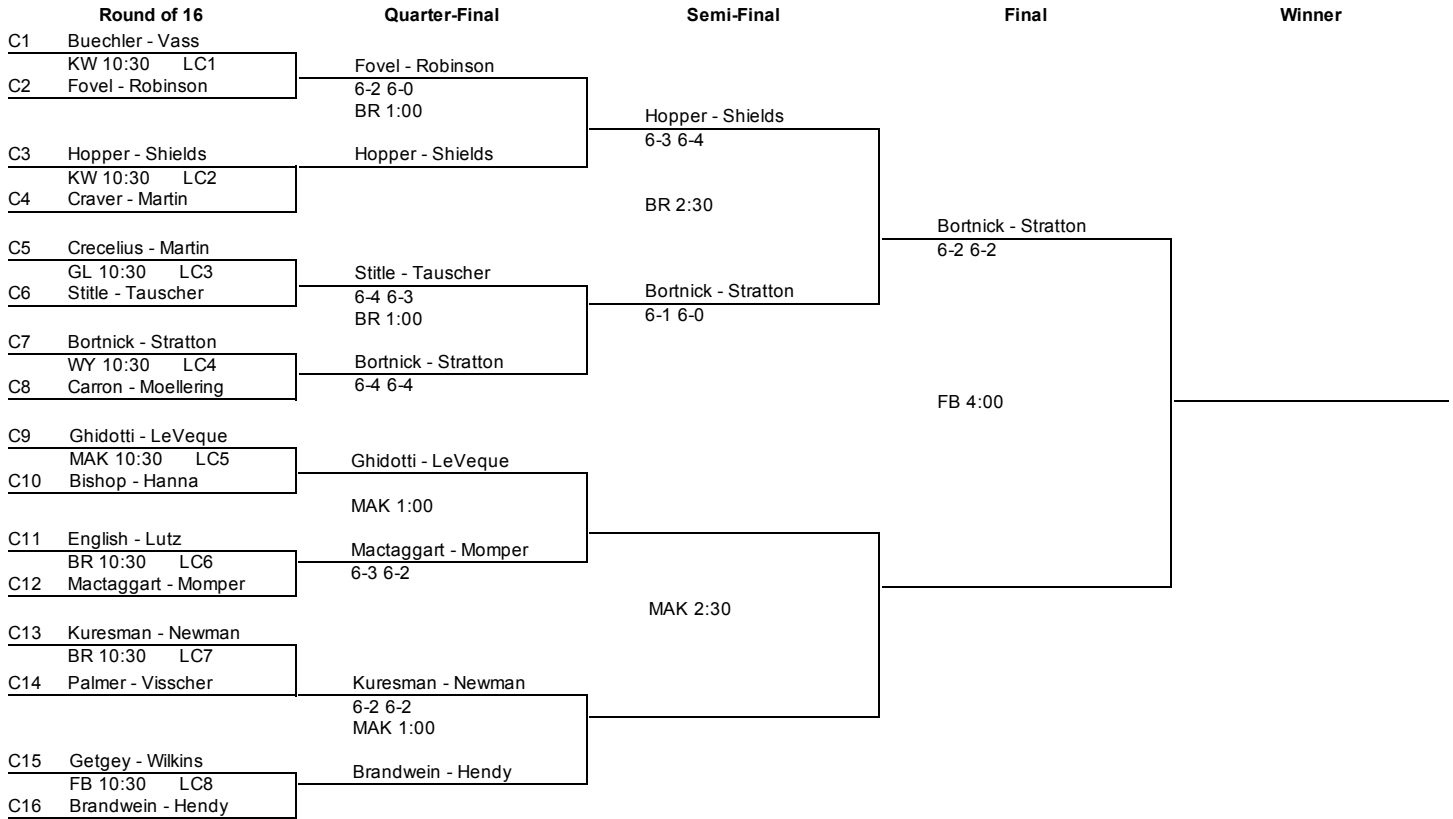 Round of 16 Quarter-Final Semi-Final Final Winner
C1 Buechler - Vass
KW 10:30 LC1
C2 Fovel - Robinson
C3 Hopper - Shields
KW 10:30 LC2
C4 Craver - Martin
C5 Crecelius - Martin
GL 10:30 LC3
C6 Stitle - Tauscher
C7 Bortnick - Stratton
WY 10:30 LC4
C8 Carron - Moellering
C9 Ghidotti - LeVeque
MAK 10:30 LC5
C10 Bishop - Hanna
C11 English - Lutz
BR 10:30 LC6
C12 Mactaggart - Momper
C13 Kuresman - Newman
BR 10:30 LC7
C14 Palmer - Visscher
C15 Getgey - Wilkins
FB 10:30 LC8
C16 Brandwein - Hendy
Fovel - Robinson
6-2 6-0
BR 1:00
Hopper - Shields
Stitle - Tauscher
6-4 6-3
BR 1:00
Bortnick - Stratton
6-4 6-4
Ghidotti - LeVeque
MAK 1:00
Mactaggart - Momper
6-3 6-2
Kuresman - Newman
6-2 6-2
MAK 1:00
Brandwein - Hendy
Hopper - Shields
6-3 6-4
BR 2:30
Bortnick - Stratton
6-1 6-0
MAK 2:30
Bortnick - Stratton
6-2 6-2
FB 4:00